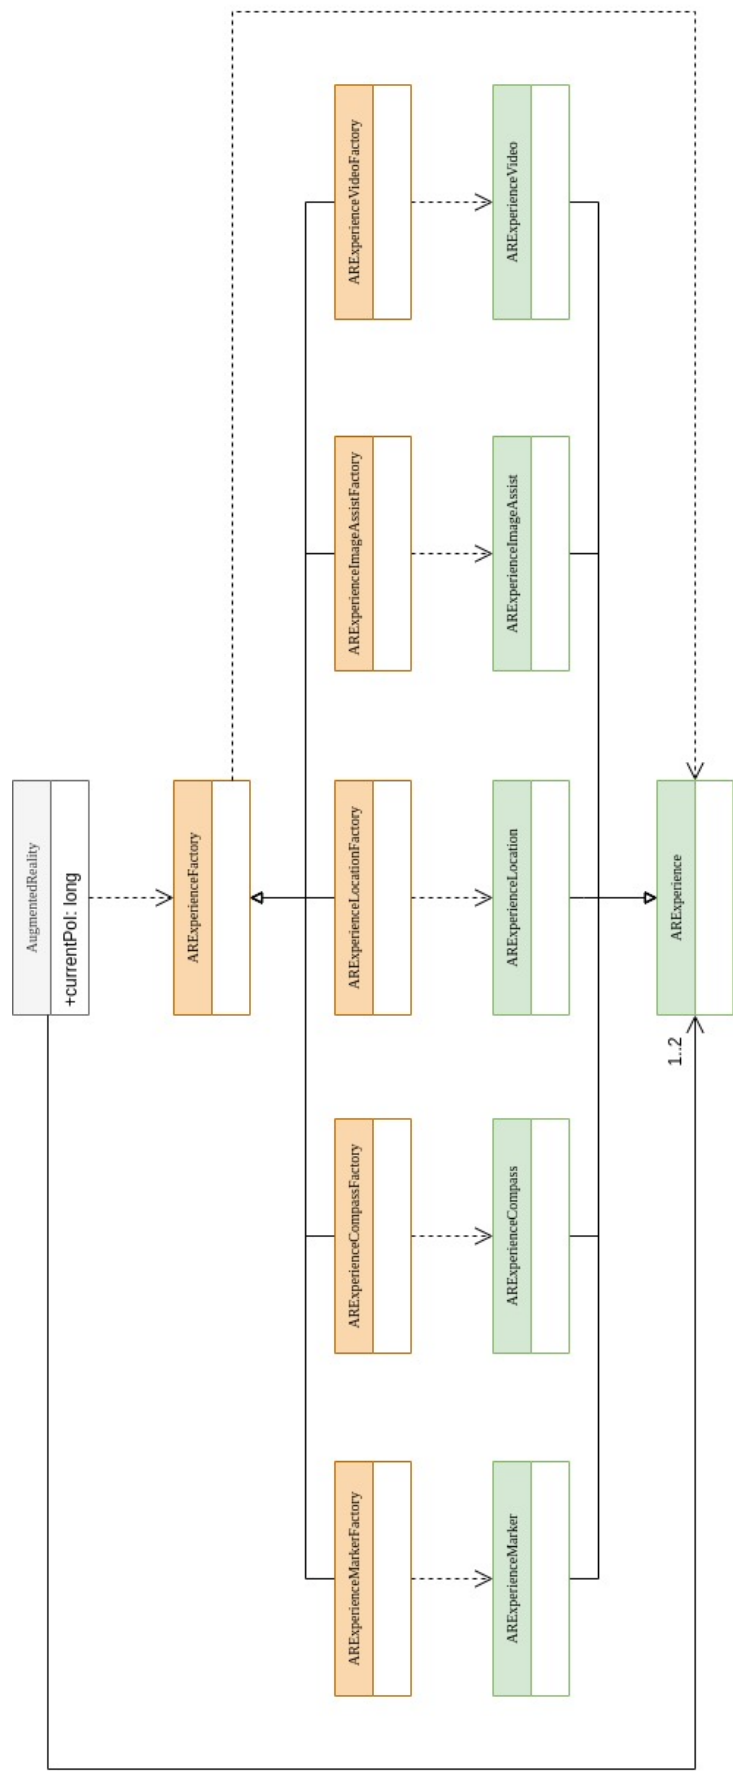 AugmentedReality
+currentPoI: long
ARExperienceFactory
ARExperienceMarkerFactory
ARExperienceCompassFactory
ARExperienceLocationFactory
ARExperienceImageAssistFactory
ARExperienceVideoFactory
ARExperienceMarker
ARExperienceCompass
ARExperienceLocation
ARExperienceImageAssist
ARExperienceVideo
1..2
ARExperience